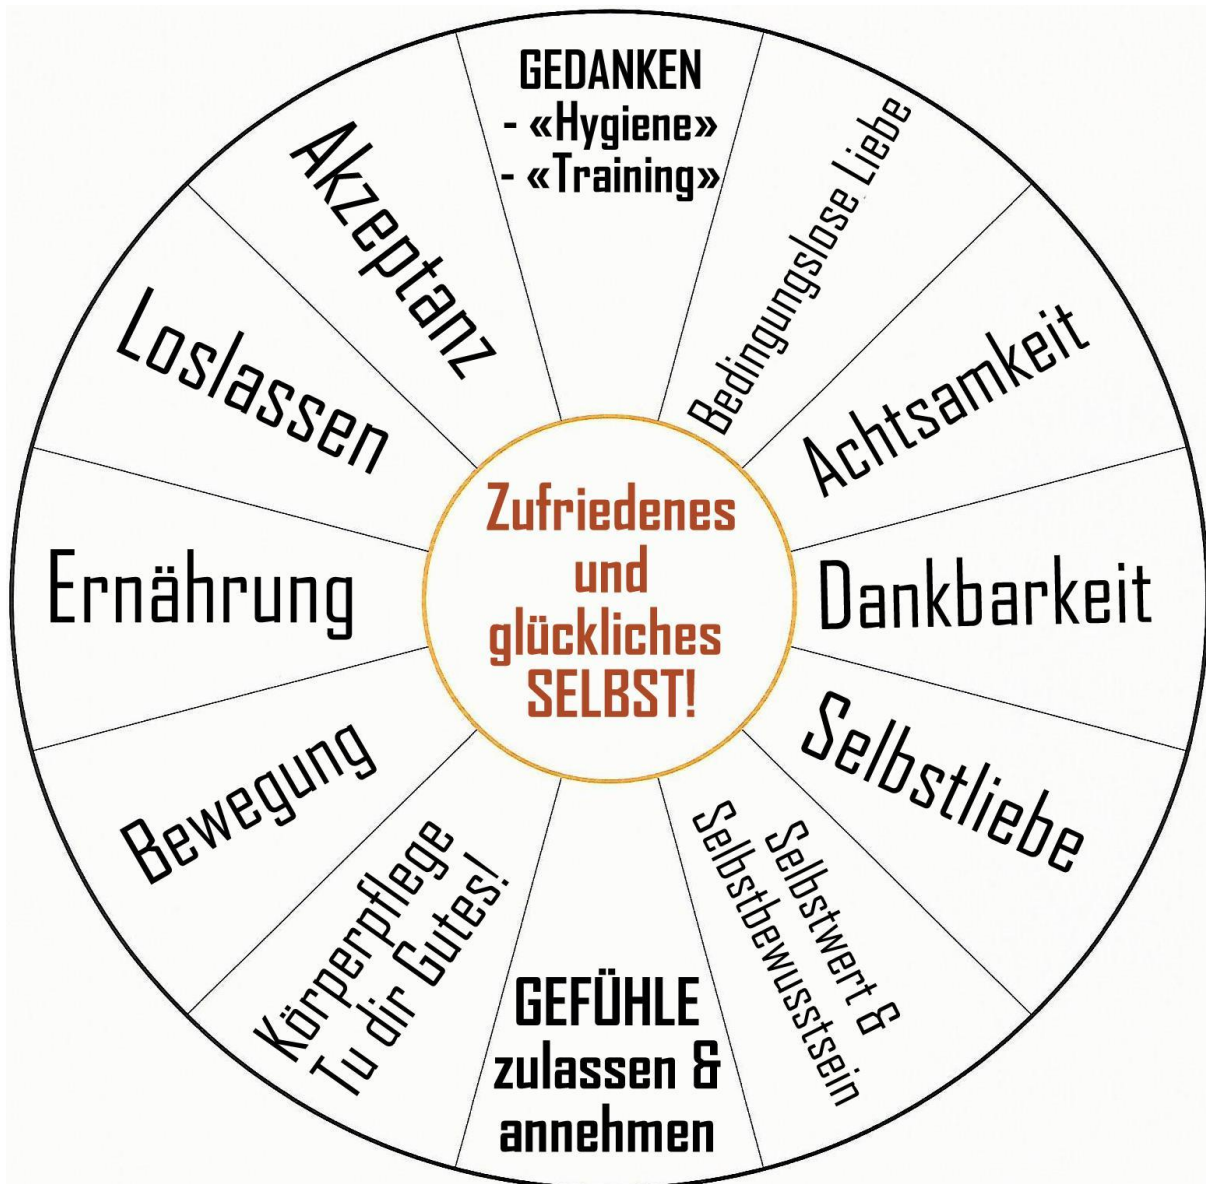 GEDANKEN
- «Hygiene»
- «Training»
Bedingungslose Liebe
Achtsamkeit
Dankbarkeit
Selbstliebe
Selbstwert &
Selbstbewusstsein
GEFÜHLE
zulassen &
annehmen
Körperpflege
Tu dir Gutes!
Bewegung
Ernährung
Loslassen
Akzeptanz
Zufriedenes
und
glückliches
SELBST!